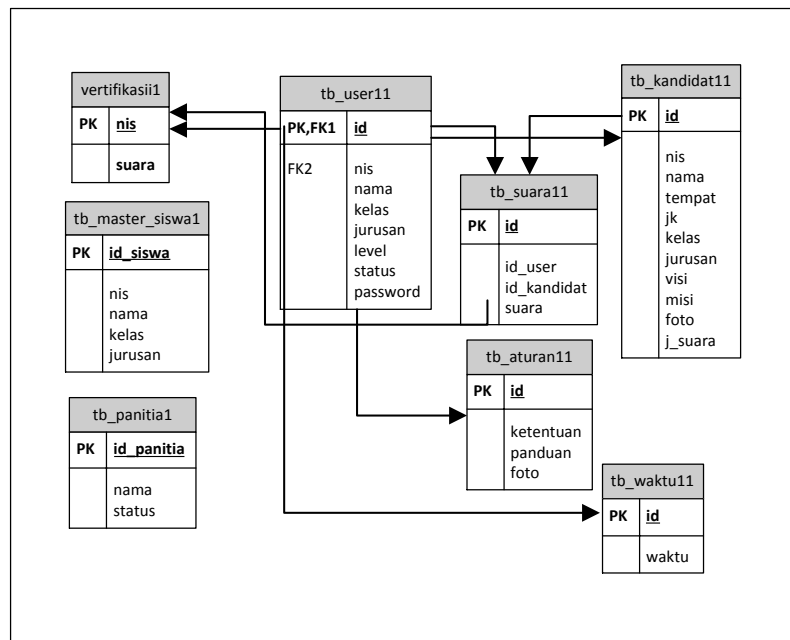 vertifikasii1
PK nis
suara
tb_user11
PK,FK1 id
FK2 nis
nama
kelas
jurusan
level
status
password
tb_kandidat11
PK id
nis
nama
tempat
jk
kelas
jurusan
visi
misi
foto
j_suara
tb_suara11
PK id
id_user
id_kandidat
suara
tb_master_siswa1
PK id_siswa
nis
nama
kelas
jurusan
tb_aturan11
PK id
ketentuan
panduan
foto
tb_panitia1
PK id_panitia
nama
status
tb_waktu11
PK id
waktu